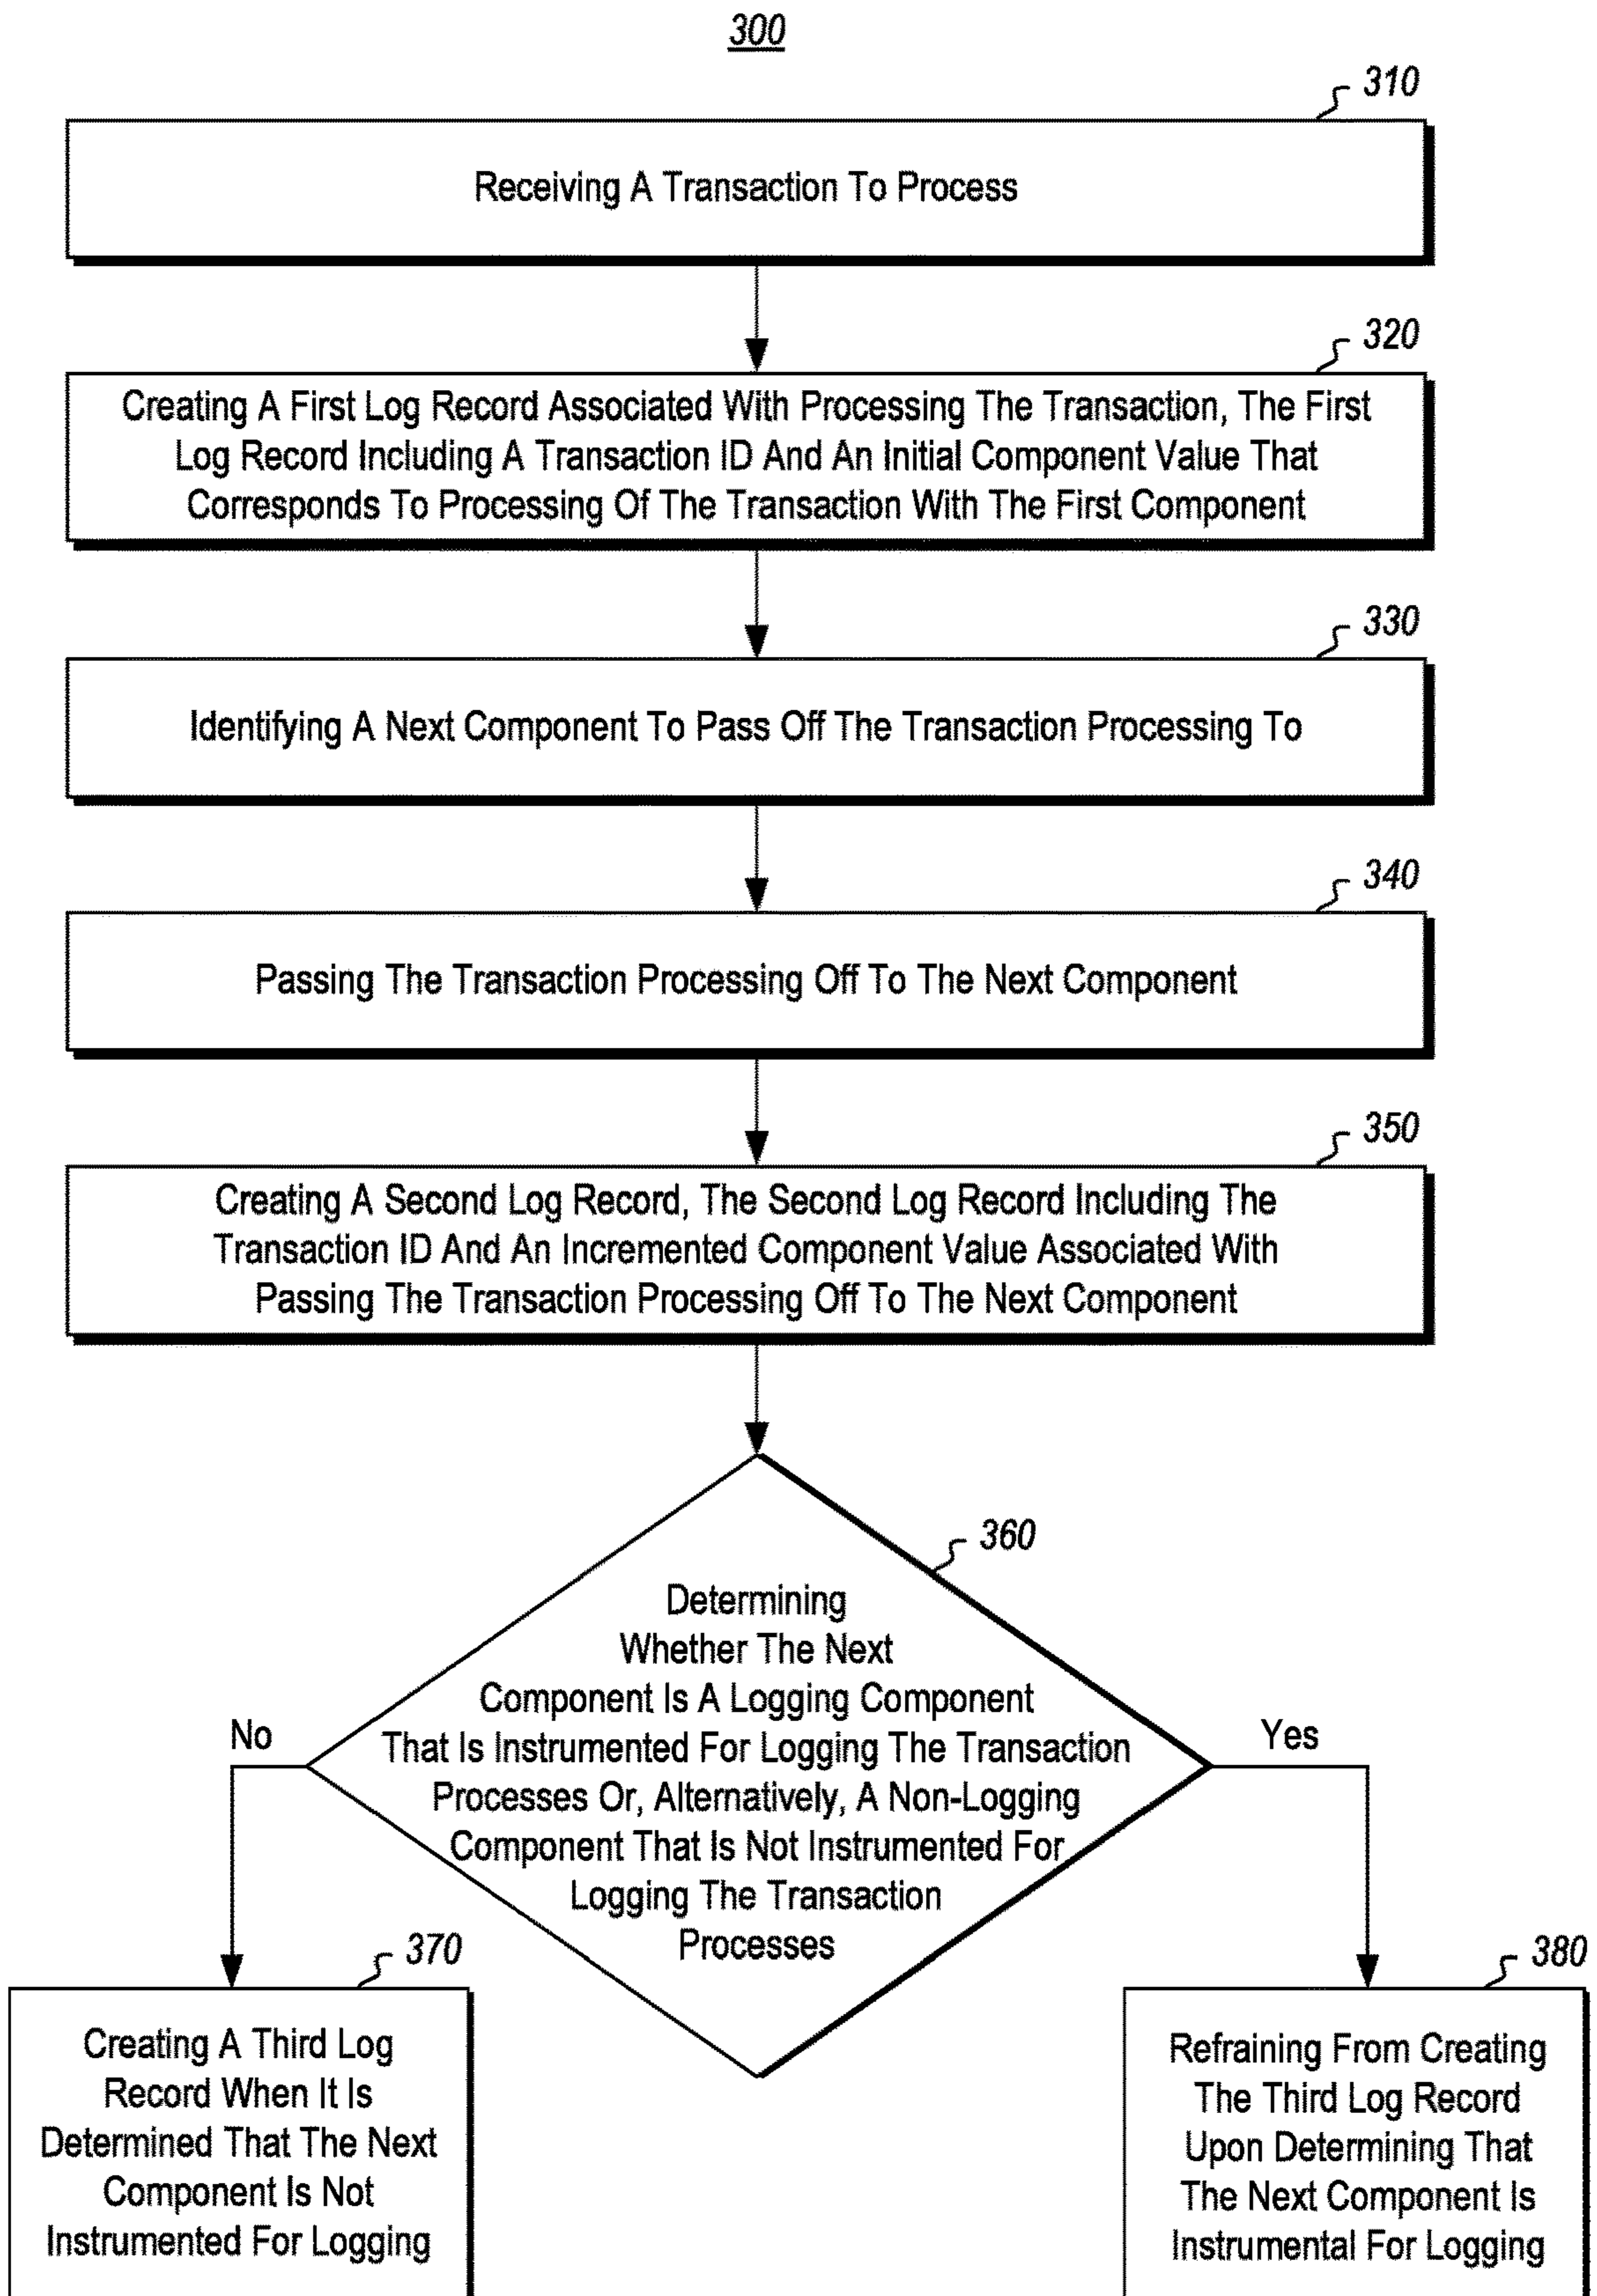 300
310
Receiving A Transaction To Process
320
Creating A First Log Record Associated With Processing The Transaction, The First
Log Record Including A Transaction ID And An Initial Component Value That
Corresponds To Processing Of The Transaction With The First Component
330
Identifying A Next Component To Pass Off The Transaction Processing To
340
Passing The Transaction Processing Off To The Next Component
350
Creating A Second Log Record, The Second Log Record Including The
Transaction ID And An Incremented Component Value Associated With
Passing The Transaction Processing Off To The Next Component
360
Determining
Whether The Next
Component Is A Logging Component
That Is Instrumented For Logging The Transaction
Processes Or, Alternatively, A Non-Logging
Component That Is Not Instrumented For
Logging The Transaction
Processes
No
Yes
370
Creating A Third Log
Record When It Is
Determined That The Next
Component Is Not
Instrumented For Logging
380
Refraining From Creating
The Third Log Record
Upon Determining That
The Next Component Is
Instrumental For Logging